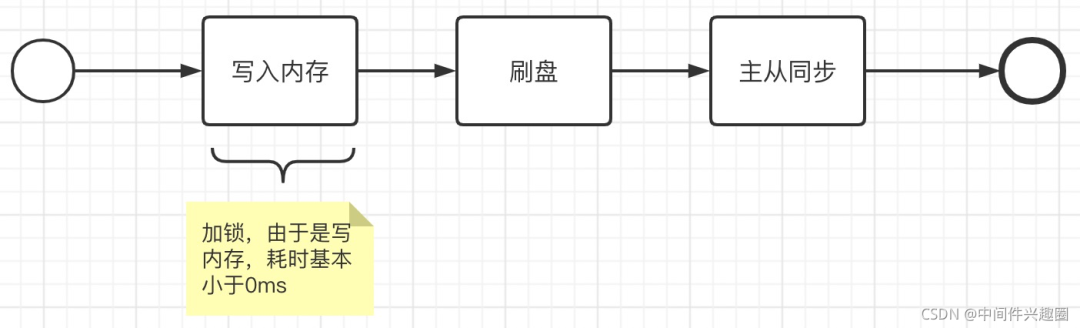 写入内存
刷盘
主从同步
加锁，由于是写
内存，耗时基本
小于0ms
CSDN @中间件兴趣圈